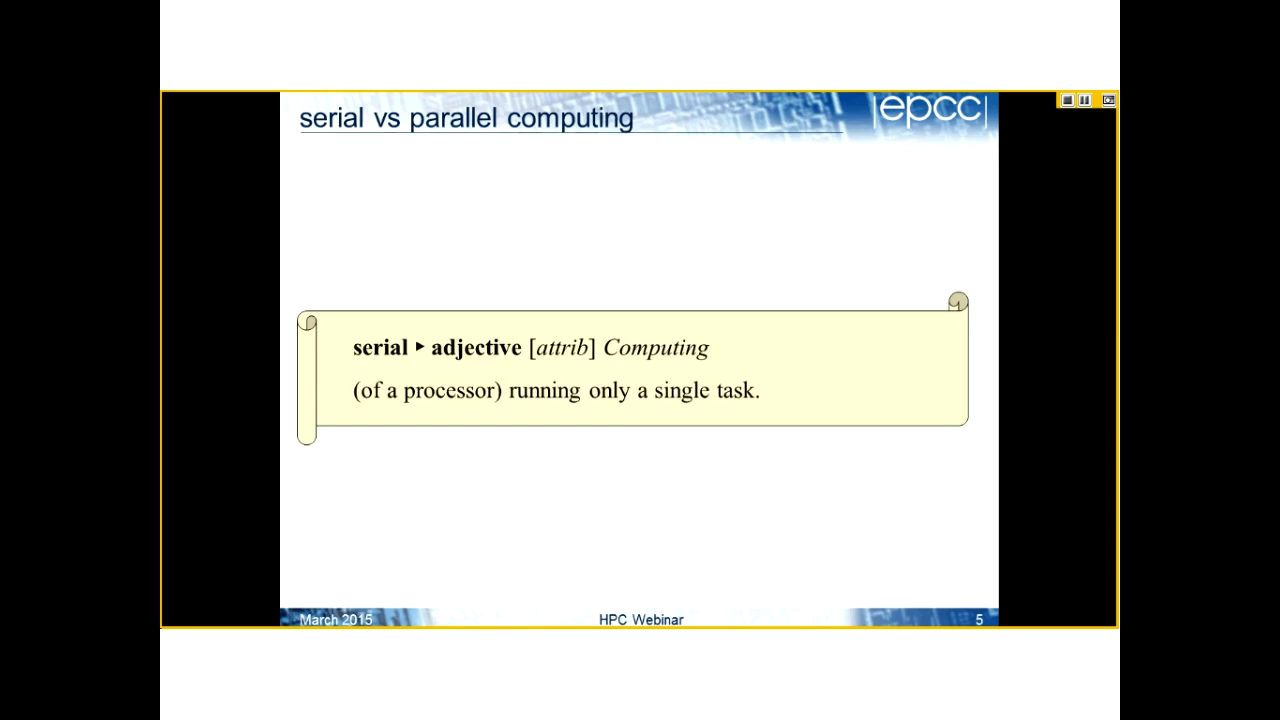 serial vs parallel computing
|epcc|
serial ‣ adjective [attrib] Computing
(of a processor) running only a single task.
March 2015
HPC Webinar
5